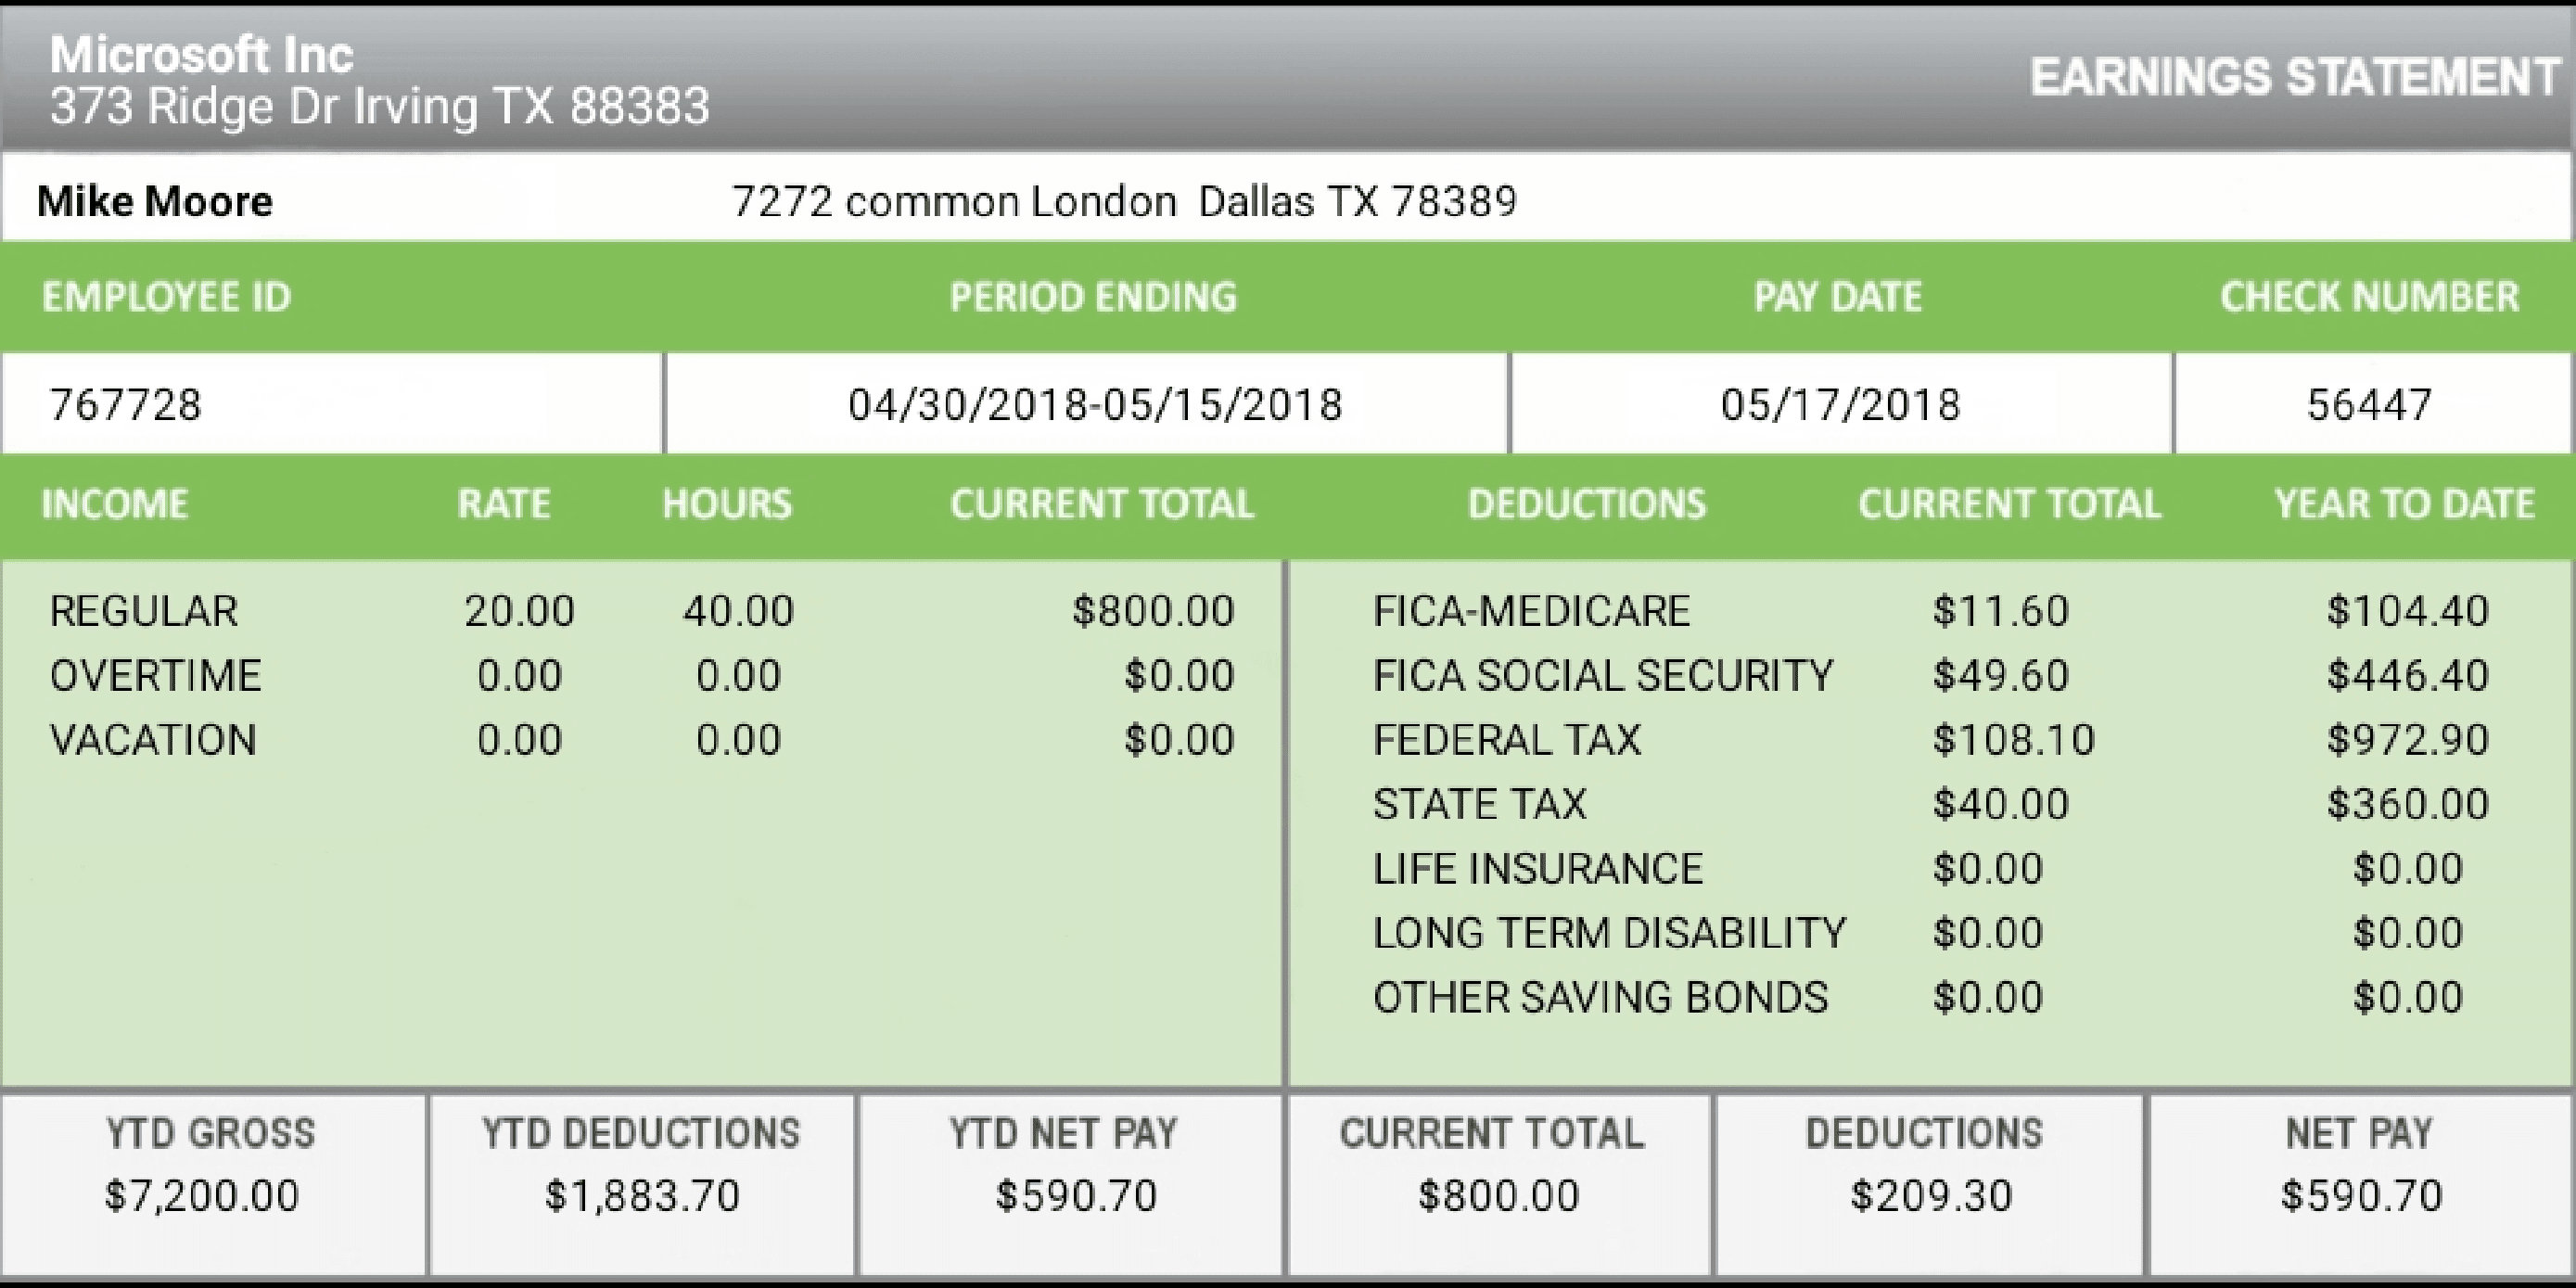 Microsoft Inc
373 Ridge Dr Irving TX 88383
EARNINGS STATEMENT
Mike Moore 7272 common London Dallas TX 78389
EMPLOYEE ID PERIOD ENDING PAY DATE CHECK NUMBER
767728 04/30/2018-05/15/2018 05/17/2018 56447
INCOME RATE HOURS CURRENT TOTAL DEDUCTIONS CURRENT TOTAL YEAR TO DATE
REGULAR 20.00 40.00 $800.00 FICA-MEDICARE $11.60 $104.40
OVERTIME 0.00 0.00 $0.00 FICA SOCIAL SECURITY $49.60 $446.40
VACATION 0.00 0.00 $0.00 FEDERAL TAX $108.10 $972.90
STATE TAX $40.00 $360.00
LIFE INSURANCE $0.00 $0.00
LONG TERM DISABILITY $0.00 $0.00
OTHER SAVING BONDS $0.00 $0.00
YTD GROSS YTD DEDUCTIONS YTD NET PAY CURRENT TOTAL DEDUCTIONS NET PAY
$7,200.00 $1,883.70 $590.70 $800.00 $209.30 $590.70